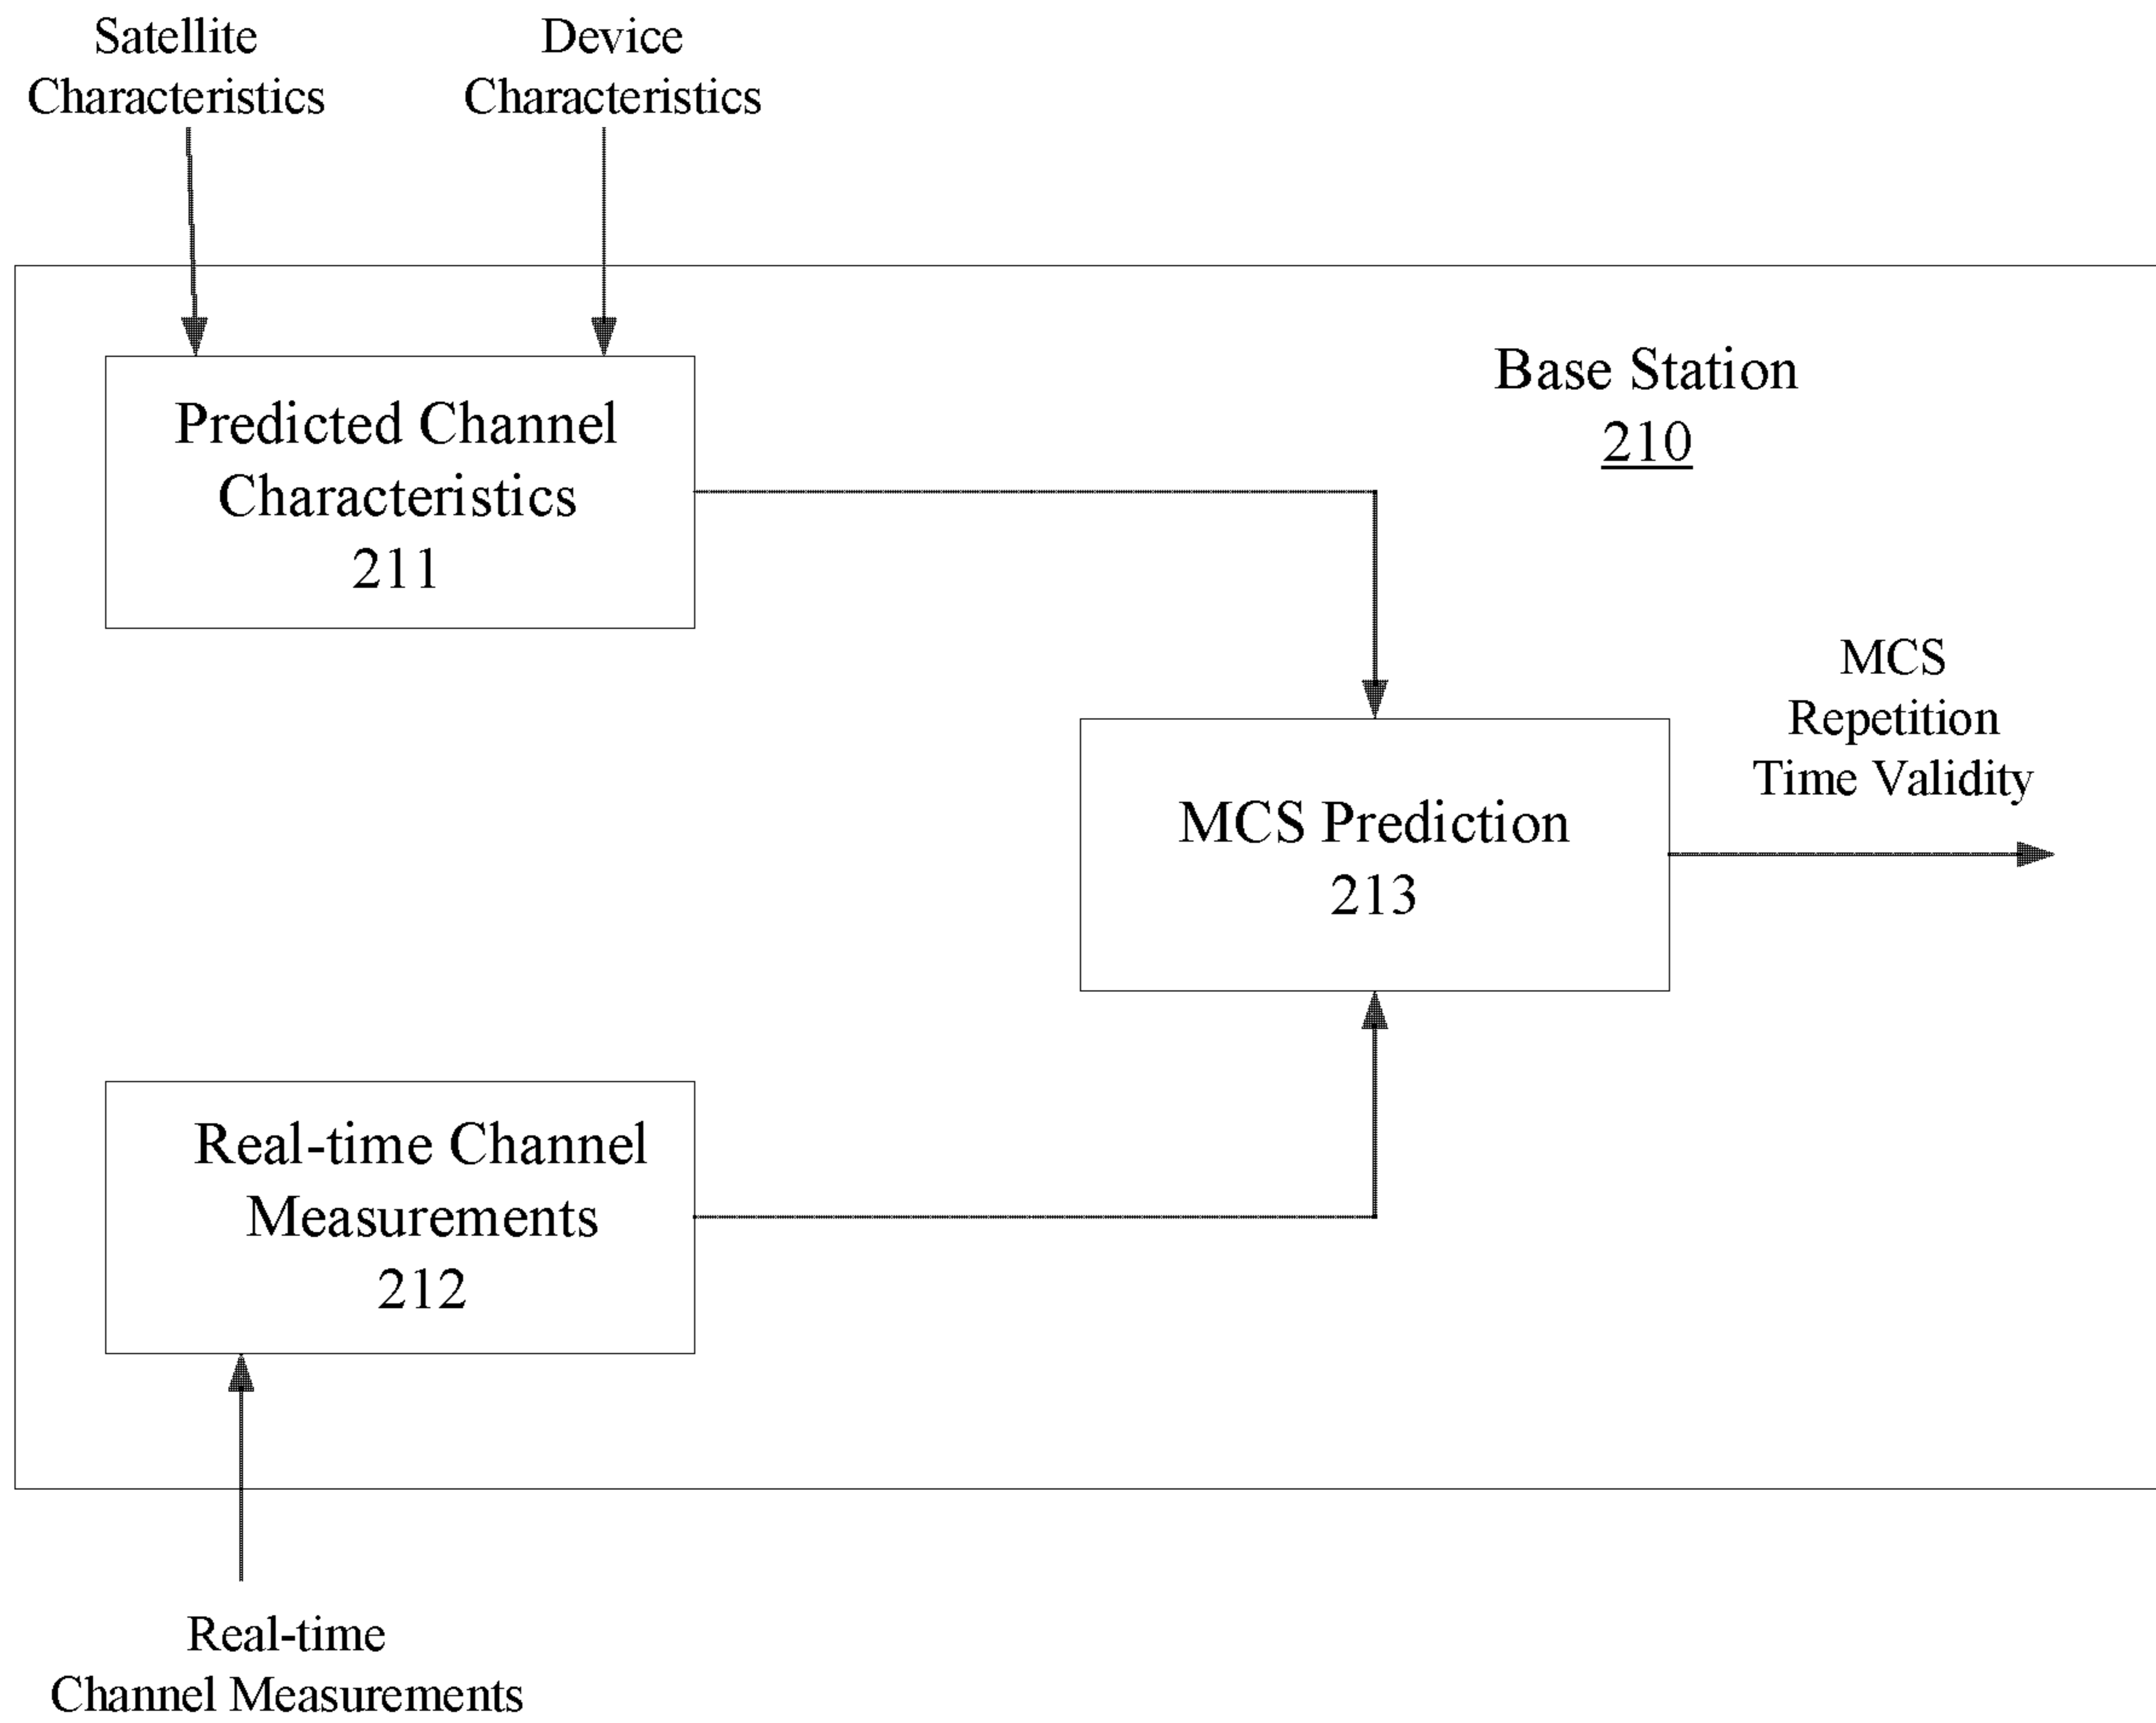 Satellite
Characteristics
Device
Characteristics
Predicted Channel
Characteristics
211
Base Station
210
MCS
Repetition
Time Validity
MCS Prediction
213
Real-time Channel
Measurements
212
Real-time
Channel Measurements